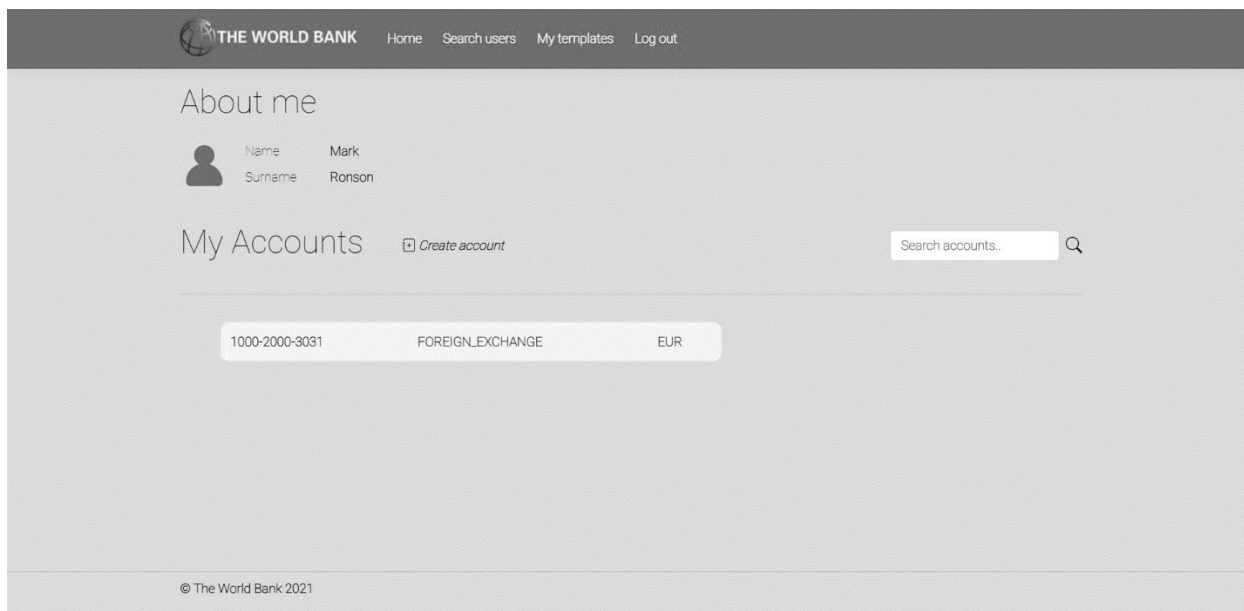 THE WORLD BANK Home Search users My templates Log out
About me
Name Mark
Surname Ronson
My Accounts Create account Search accounts..
1000-2000-3031 FOREIGN_EXCHANGE EUR
© The World Bank 2021